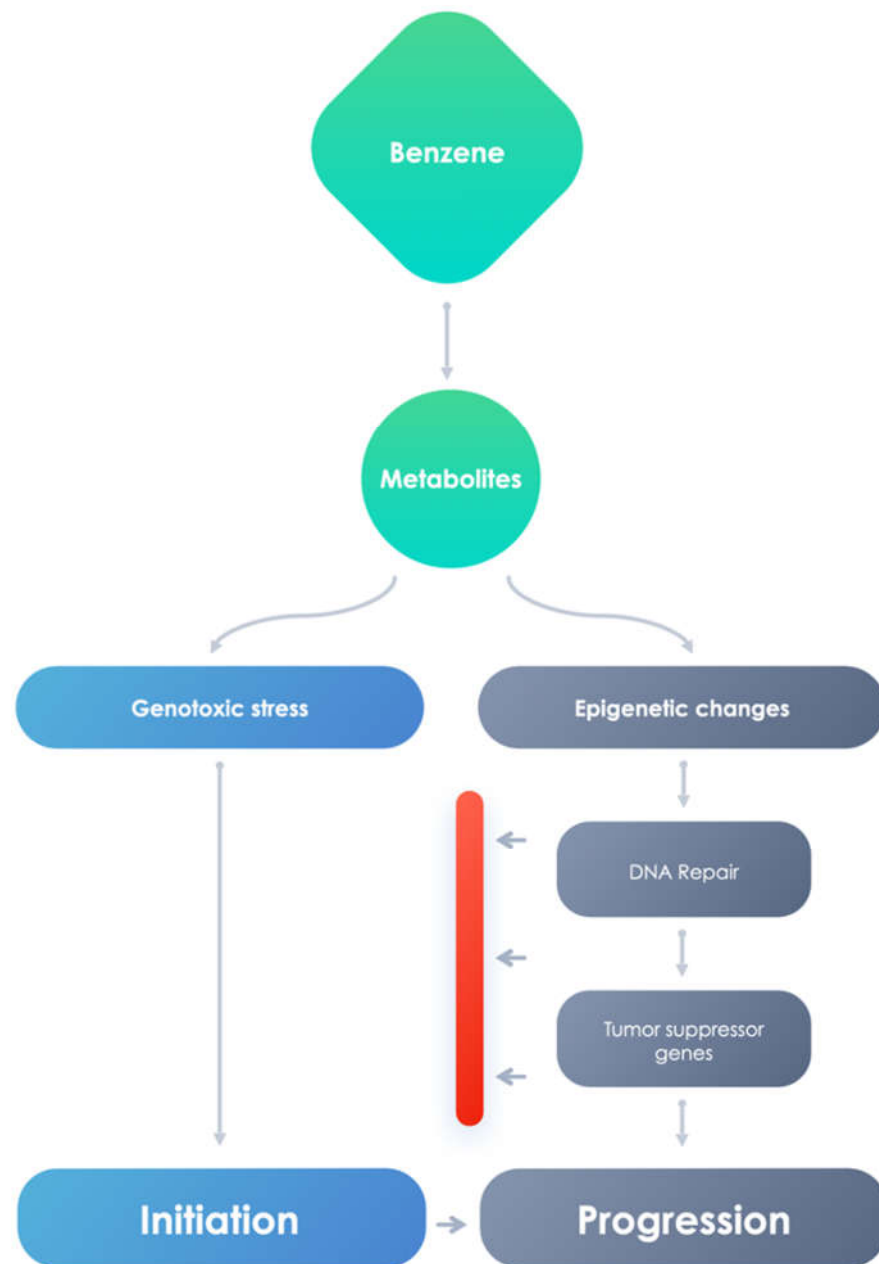 Benzene
Metabolites
Genotoxic stress
Epigenetic changes
DNA Repair
Tumor suppressor
genes
Initiation
Progression